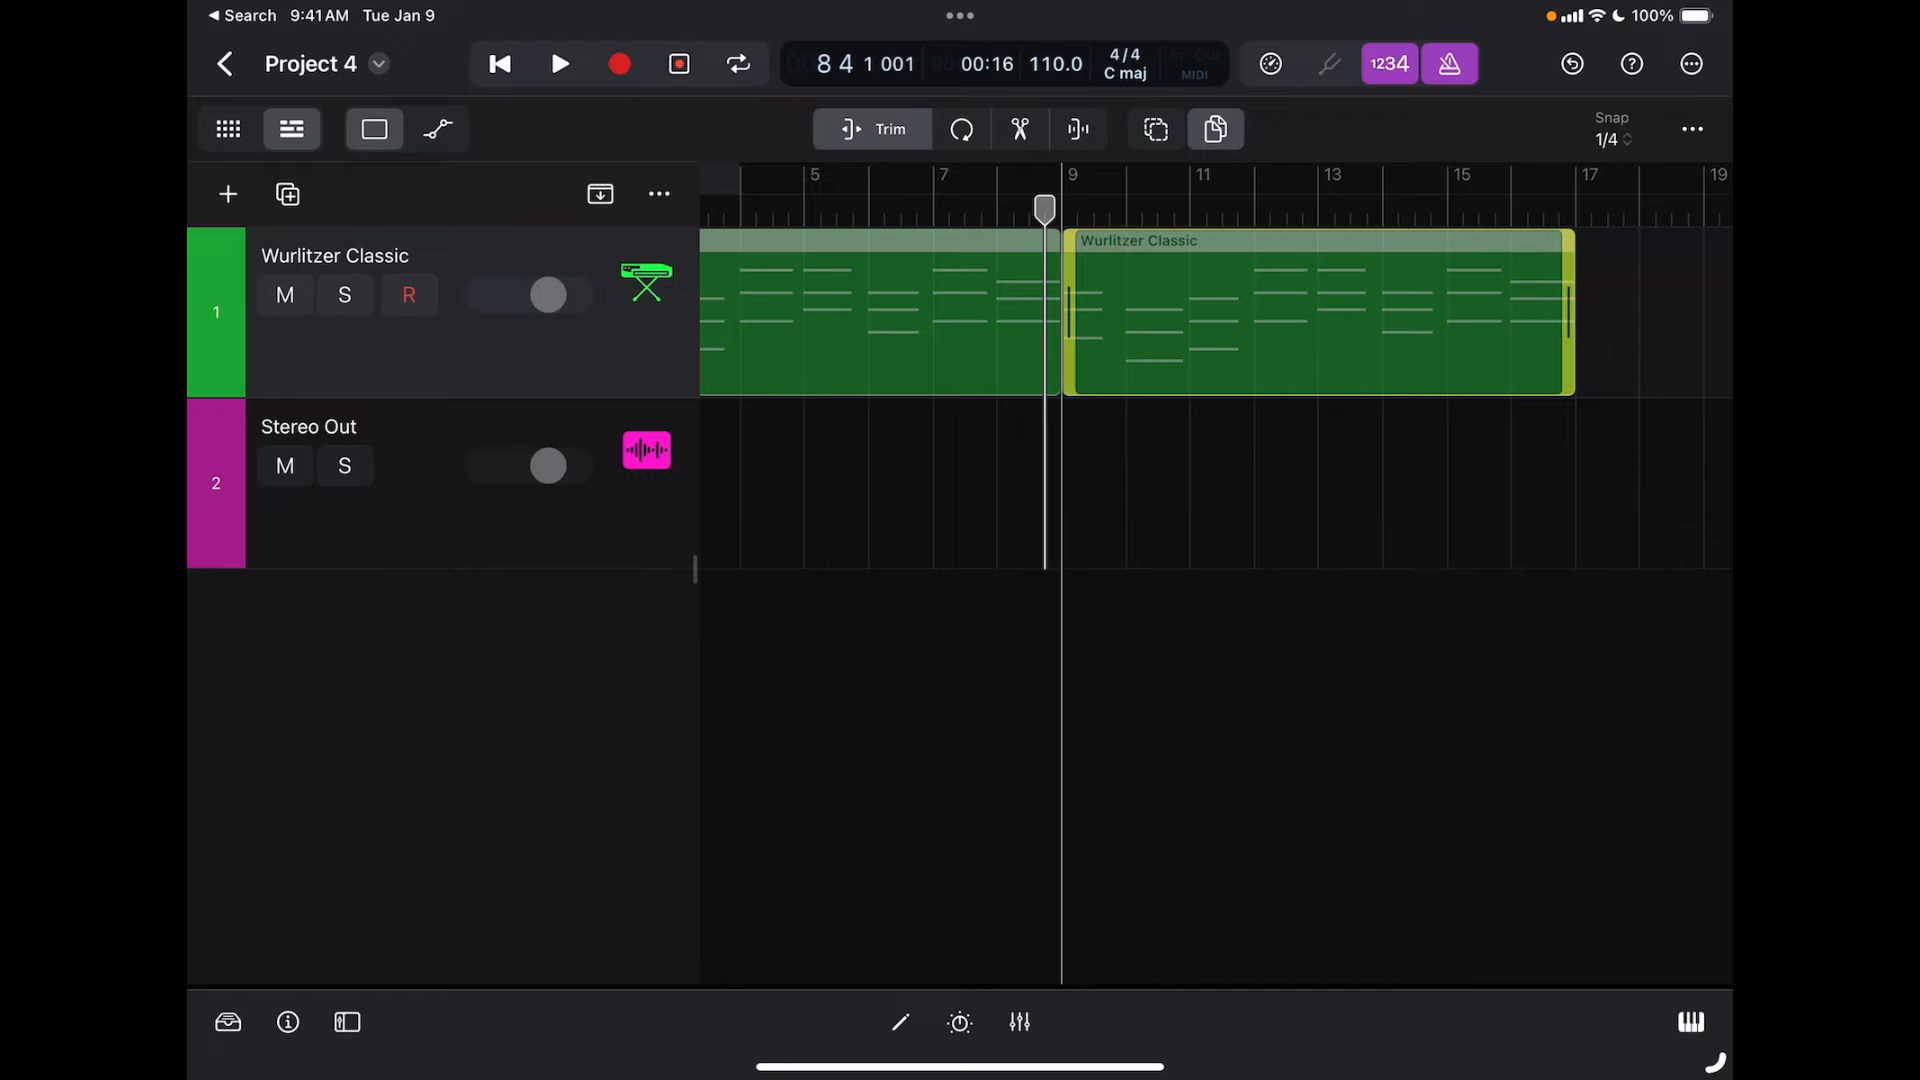 Search 9:41 AM Tue Jan 9
100%
Project 4
8 4 1 001 00:16 110.0 4/4
C maj
In Out
MIDI
1234
Trim
Snap
1/4
5 7 9 11 13 15 17 19
1
Wurlitzer Classic
M S R
Wurlitzer Classic
2
Stereo Out
M S